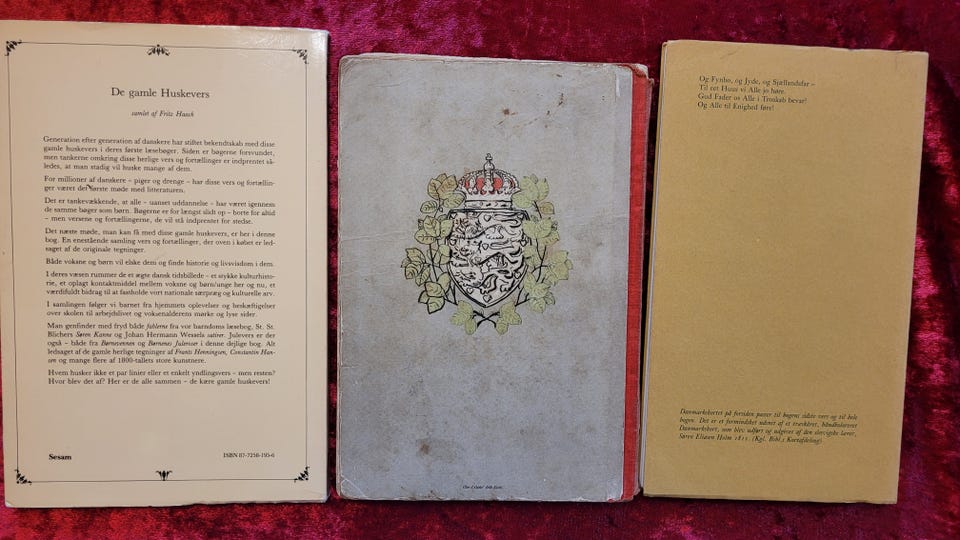 De gamle Huskevers
samlet af Fritz Haack
Generation efter generation af danskere har stiftet bekendtskab med disse
gamle huskevers i deres første læsebøger. Siden er bøgerne forsvundet,
men tankerne omkring disse herlige vers og fortællinger er indprentet så-
ledes, at man stadig vil huske mange af dem.
For millioner af danskere – piger og drenge – har disse vers og fortællin-
ger været det første møde med litteraturen.
Det er tankevækkende, at alle – uanset uddannelse – har været igennem
de samme bøger som børn. Bøgerne er for længst slidt op – borte for altid
– men versene og fortællingerne, de vil stå indprentet for stedse.
Det næste møde, man kan få med disse gamle huskevers, er her i denne
bog. En enestående samling vers og fortællinger, der oven i købet er led-
saget af de originale tegninger.
Både voksne og børn vil elske dem og finde historie og livsvisdom i dem.
I deres væsen rummer de et ægte dansk tidsbillede – et stykke kulturhisto-
rie, et oplagt kontaktmiddel mellem voksne og børn/unge her og nu, et
værdifuldt bidrag til at fastholde vort nationale særpræg og kulturelle arv.
I samlingen følger vi barnet fra hjemmets oplevelser og beskæftigelser
over skolen til arbejdslivet og voksenalderens mørke og lyse sider.
Man genfinder med fryd både fablerne fra vor barndoms læsebog, St. St.
Blichers Søren Kanne og Johan Hermann Wessels satirer. Julevers er der
også – både fra Børnevennen og Børnenes Juleroser i denne dejlige bog. Alt
ledsaget af de gamle herlige tegninger af Frants Henningsen, Constantin Han-
sen og mange flere af 1800-tallets store kunstnere.
Hvem husker ikke et par linier eller et enkelt yndlingsvers – men resten?
Hvor blev det af? Her er de alle sammen – de kære gamle huskevers!
Sesam
ISBN 87-7258-195-6
Og Fynbo, og Jyde, og Siællandsfar –
Til eet Huus vi Alle jo høre.
Gud Fader os Alle i Troskab bevar!
Og Alle til Enighed føre!
Danmarkskortet på forsiden passer til bogens sidste vers og til hele
bogen. Det er et formindsket udsnit af et trækkret, håndkoloreret
Danmarkskort, som blev udført og udgivet af den slesvigske lærer,
Søren Eliasen Holm 1811. (Kgl. Bibl.s Kortafdeling)